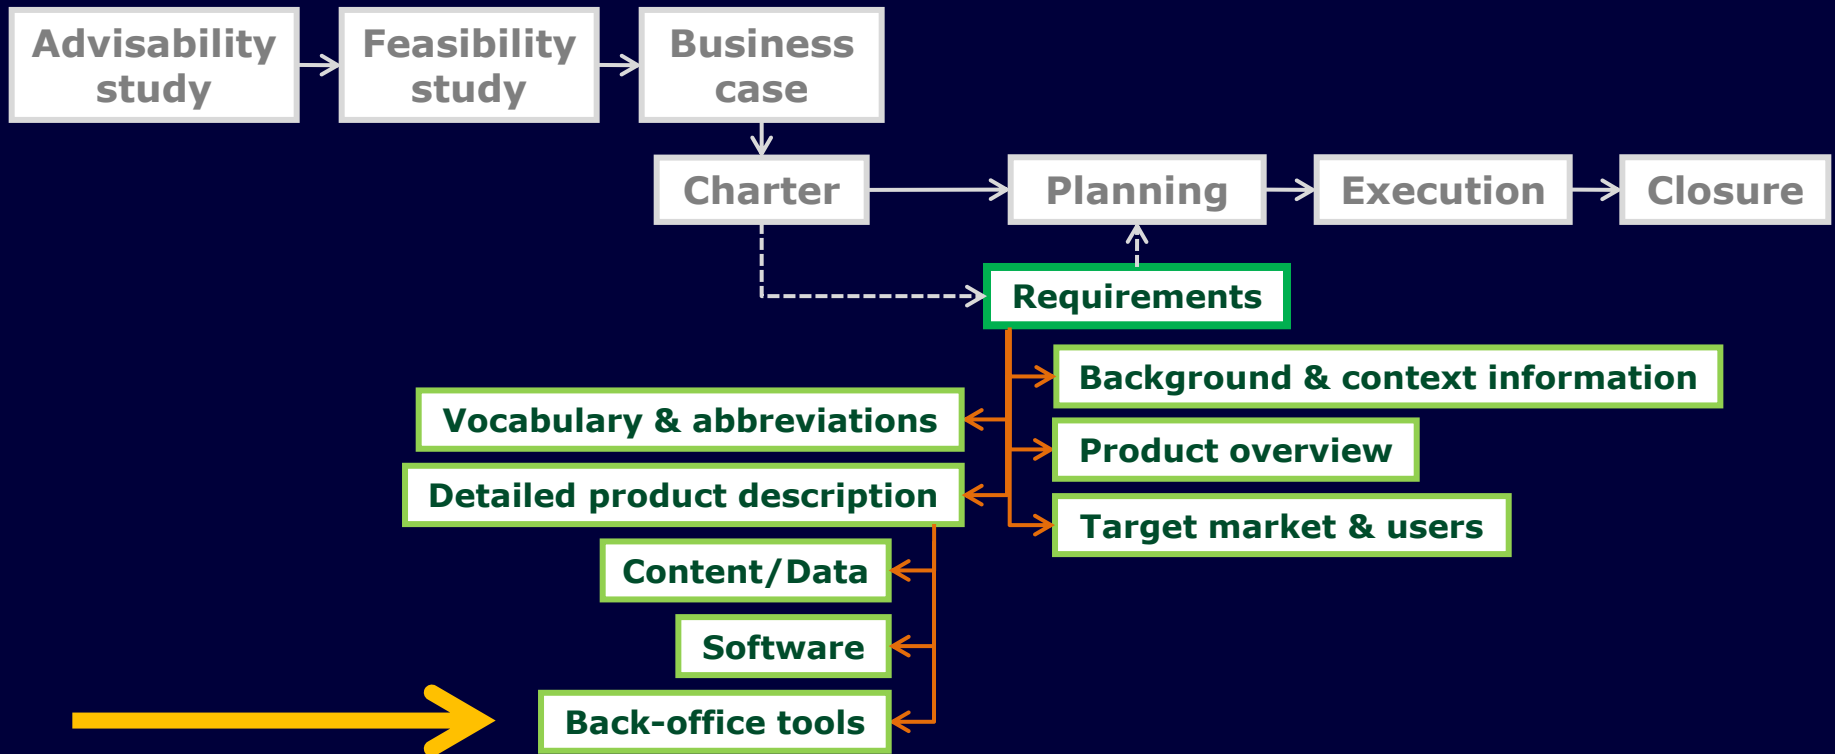 Advisability
study
Feasibility
study
Business
case
Charter
Planning
Execution
Closure
Requirements
Background & context information
Vocabulary & abbreviations
Product overview
Detailed product description
Target market & users
Content/Data
Software
Back-office tools